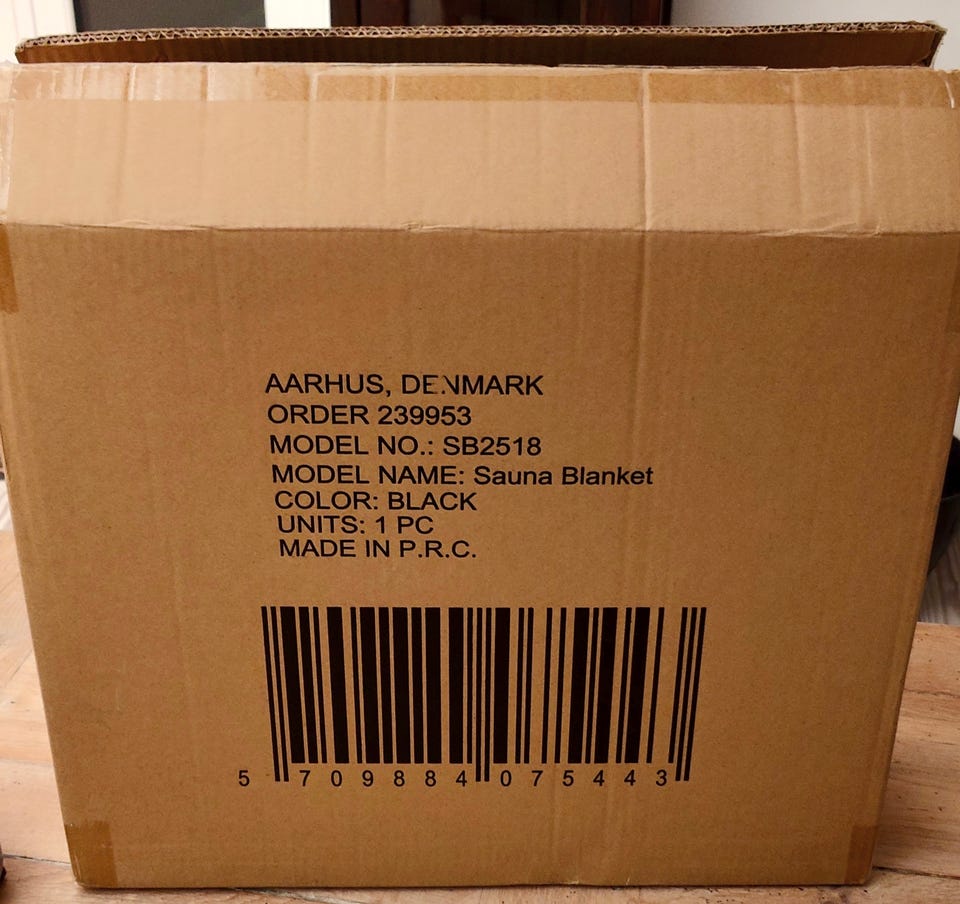 AARHUS, DENMARK
ORDER 239953
MODEL NO.: SB2518
MODEL NAME: Sauna Blanket
COLOR: BLACK
UNITS: 1 PC
MADE IN P.R.C.
5 709884 075443